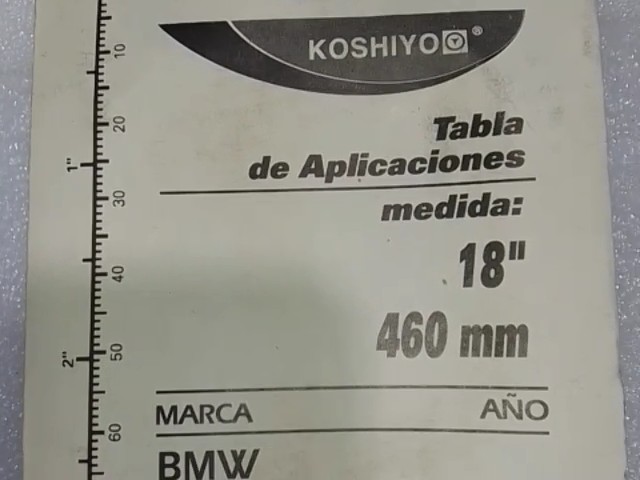 KOSHIYO ®
Tabla
de Aplicaciones
medida:
18"
460 mm
MARCA AÑO
BMW
10
20
1"
30
40
2"
50
60